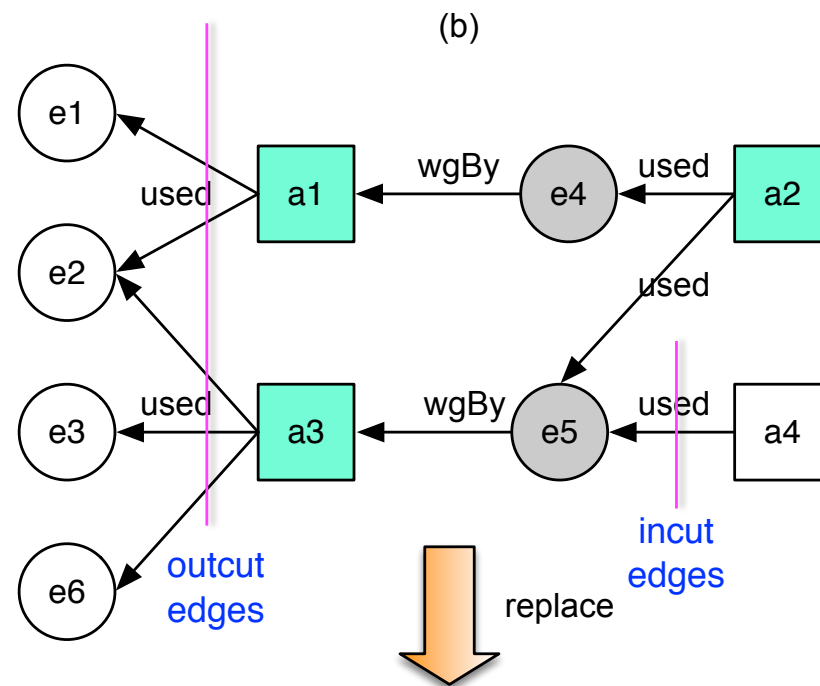 (b)
e1
used
a1
wgBy
e4
used
a2
e2
used
e3
used
a3
wgBy
e5
used
a4
e6
outcut
edges
incut
edges
replace